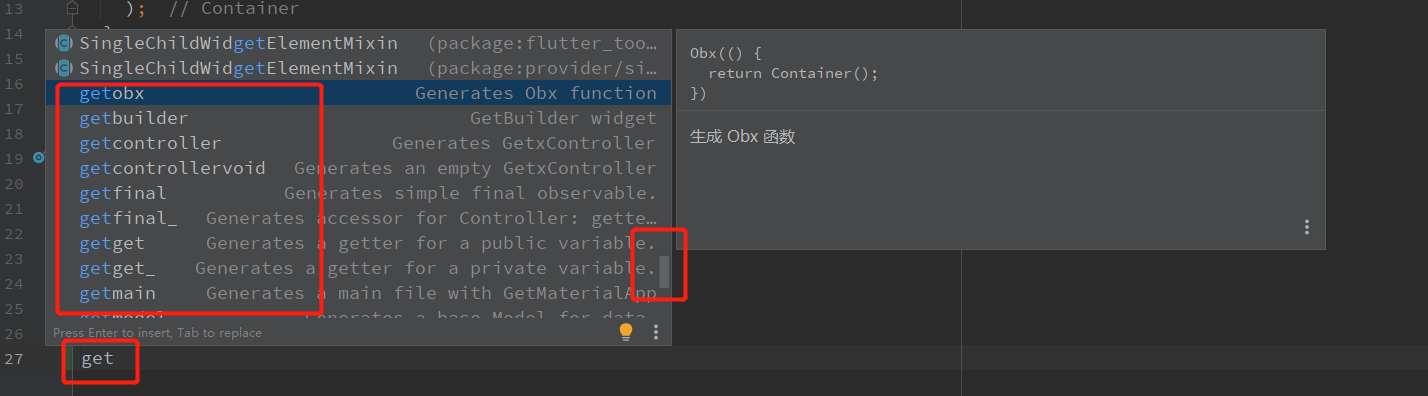 13 );  // Container
14
15
16
17
18
19
20
21
22
23
24
25
26
27 get
SingleChildWidgetElementMixin (package:flutter_too…
SingleChildWidgetElementMixin (package:provider/si…
getobx Generates Obx function
getbuilder GetBuilder widget
getcontroller Generates GetxController
getcontrollervoid Generates an empty GetxController
getfinal Generates simple final observable.
getfinal_ Generates accessor for Controller: gette…
getget Generates a getter for a public variable.
getget_ Generates a getter for a private variable.
getmain Generates a main file with GetMaterialApp
getmodel Generates a base Model for data
Press Enter to insert, Tab to replace
Obx(() {
  return Container();
})
生成 Obx 函数